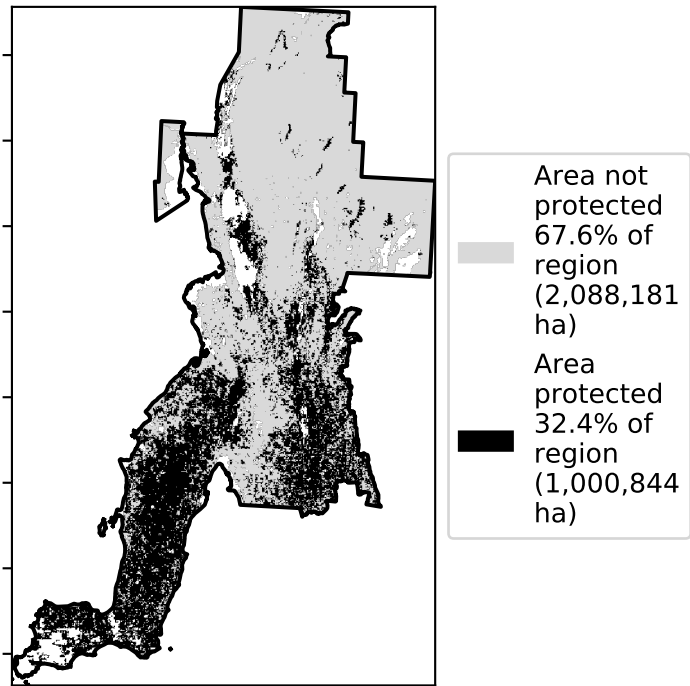 Area not
protected
67.6% of
region
(2,088,181
ha)
Area
protected
32.4% of
region
(1,000,844
ha)